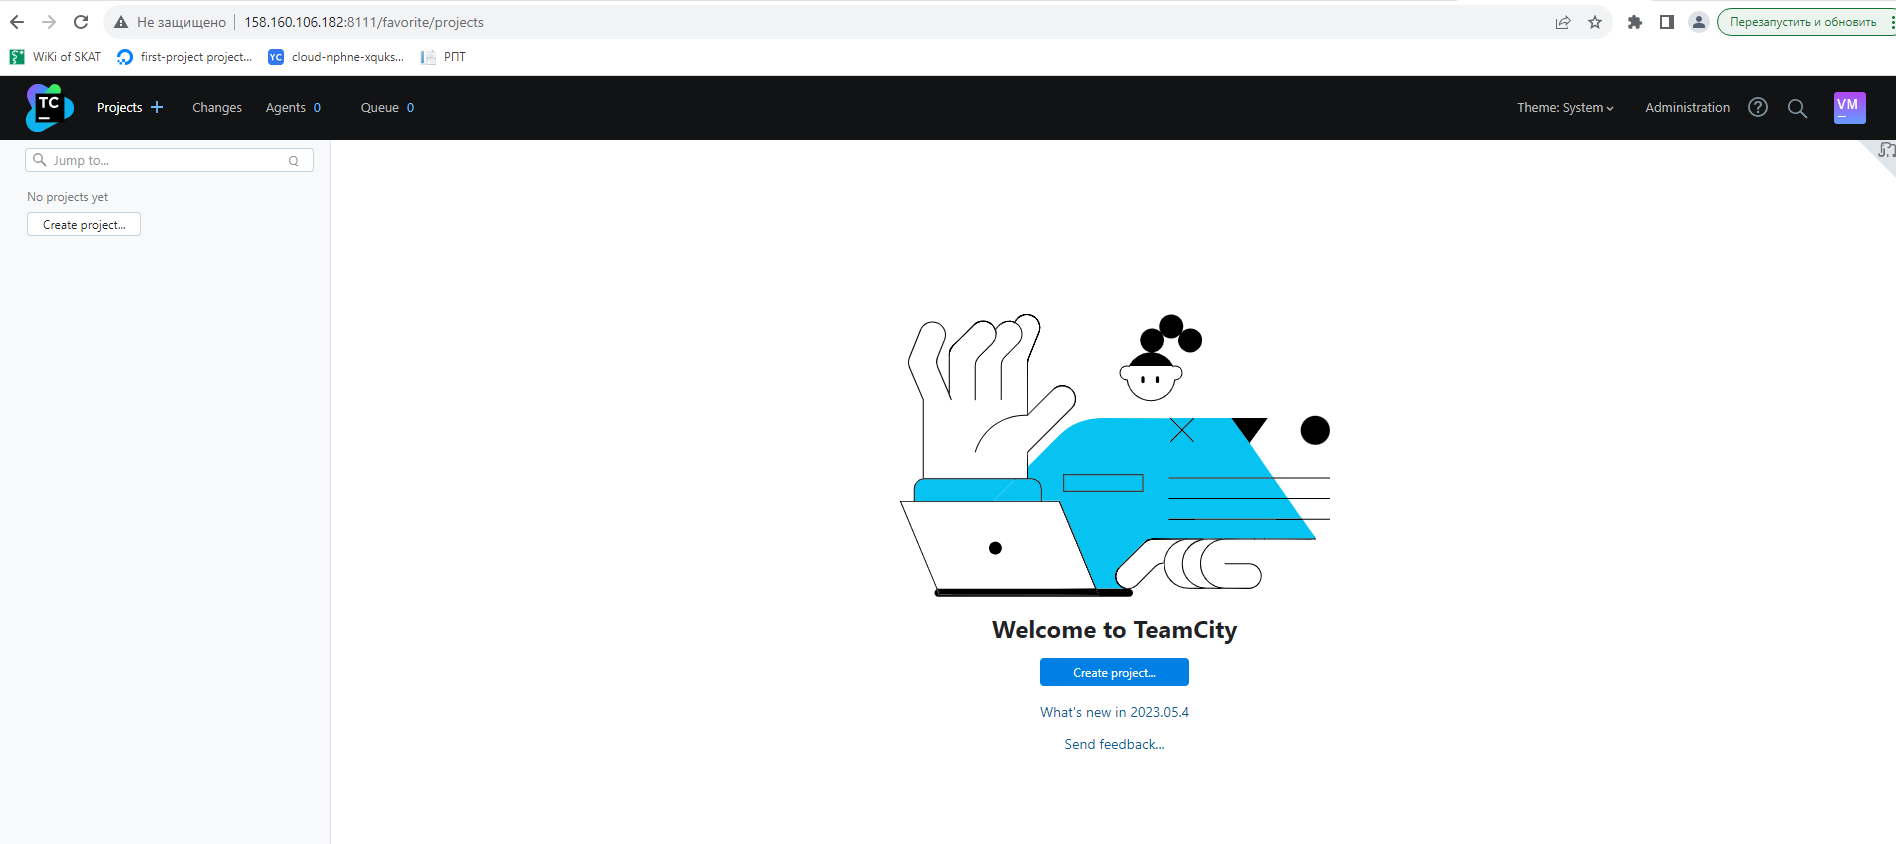 Не защищено 158.160.106.182:8111/favorite/projects Перезапустить и обновить
WiKi of SKAT first-project project... YC cloud-nphne-xquks... РПТ
TC Projects Changes Agents 0 Queue 0 Theme: System Administration ? VM
Jump to... Q
No projects yet
Create project...
Welcome to TeamCity
Create project...
What's new in 2023.05.4
Send feedback...